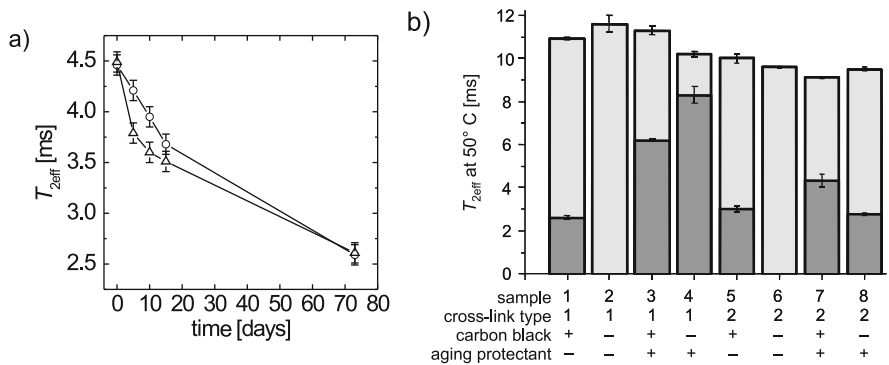 a)
4.5
4.0
3.5
3.0
2.5
T2eff [ms]
0 10 20 30 40 50 60 70 80
time [days]
b)
12
10
8
6
4
2
0
T2eff at 50° C [ms]
sample 1 2 3 4 5 6 7 8
cross-link type 1 1 1 1 2 2 2 2
carbon black + – + – + – + –
aging protectant – – + + – – + +